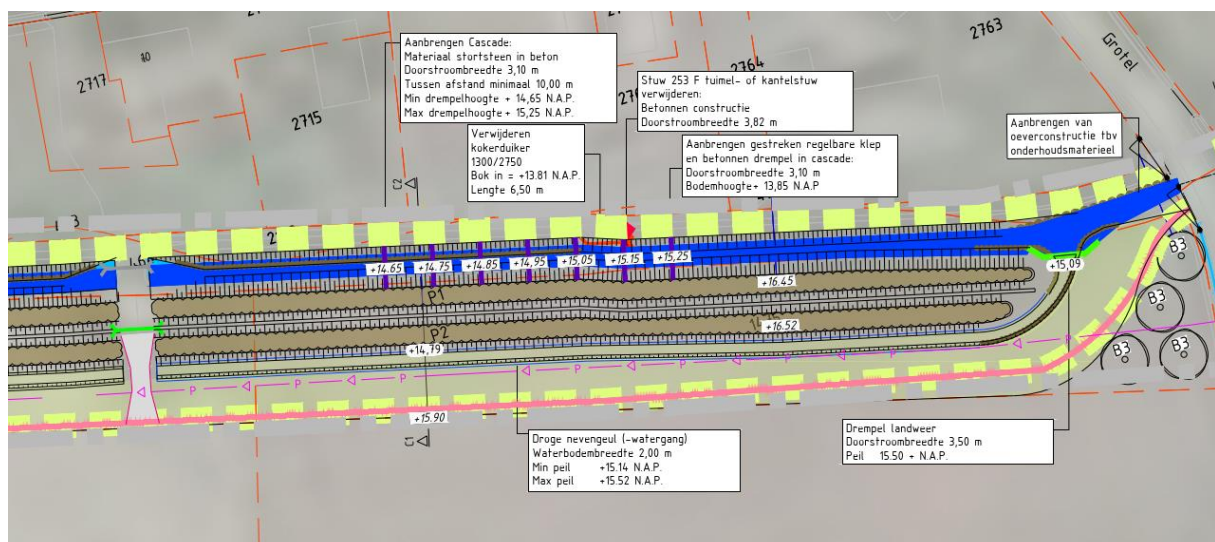 2717
2715
2764
2763
Grotel
Aanbrengen Cascade:
Materiaal stortsteen in beton
Doorstroombreedte 3,10 m
Tussen afstand minimaal 10,00 m
Min drempelhoogte + 14,65 N.A.P.
Max drempelhoogte + 15,25 N.A.P.
Verwijderen
kokerduiker
1300/2750
Bok in = +13.81 N.A.P.
Lengte 6,50 m
Stuw 253 F tuimel- of kantelstuw
verwijderen:
Betonnen constructie
Doorstroombreedte 3,82 m
Aanbrengen gestreken regelbare klep
en betonnen drempel in cascade:
Doorstroombreedte 3,10 m
Bodemhoogte+ 13,85 N.A.P
Aanbrengen van
oeverconstructie tbv
onderhoudsmaterieel
C2
+14.65
+14.75
+14.85
+14,95
+15,05
+15.15
+15,25
+16.45
+15,09
B3
B3
B3
B3
P1
P2
+16.52
+14,79
P
P
P
P
P
+15.90
C1
Droge nevengeul (-watergang)
Waterbodembreedte 2,00 m
Min peil +15.14 N.A.P.
Max peil +15.52 N.A.P.
Drempel landweer
Doorstroombreedte 3,50 m
Peil 15.50 + N.A.P.